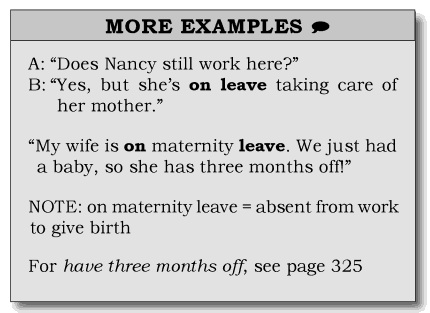 MORE EXAMPLES
A: “Does Nancy still work here?”
B: “Yes, but she’s on leave taking care of
her mother.”
“My wife is on maternity leave. We just had
a baby, so she has three months off!”
NOTE: on maternity leave = absent from work
to give birth
For have three months off, see page 325